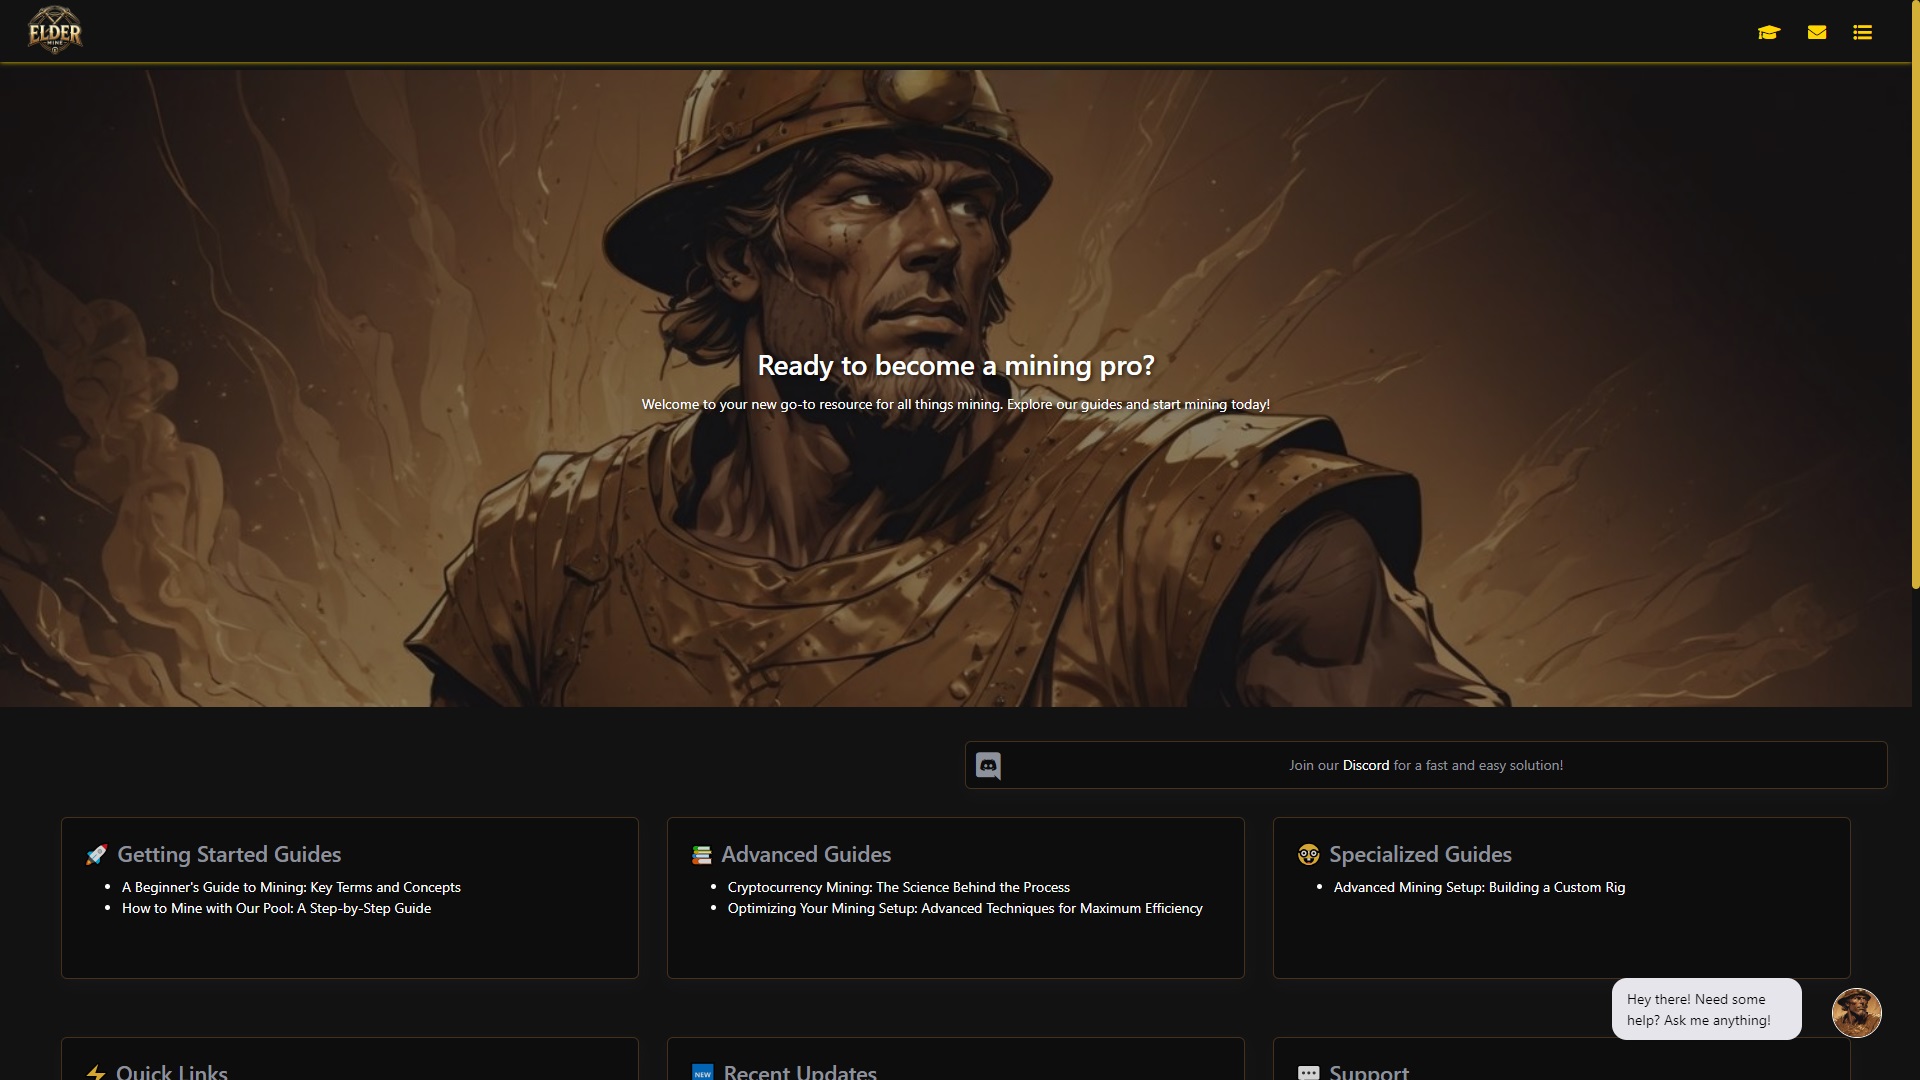 ELDER
MINE
Ready to become a mining pro?
Welcome to your new go-to resource for all things mining. Explore our guides and start mining today!
Join our Discord for a fast and easy solution!
Getting Started Guides
A Beginner's Guide to Mining: Key Terms and Concepts
How to Mine with Our Pool: A Step-by-Step Guide
Advanced Guides
Cryptocurrency Mining: The Science Behind the Process
Optimizing Your Mining Setup: Advanced Techniques for Maximum Efficiency
Specialized Guides
Advanced Mining Setup: Building a Custom Rig
Hey there! Need some
help? Ask me anything!
Quick Links
NEW Recent Updates
Support